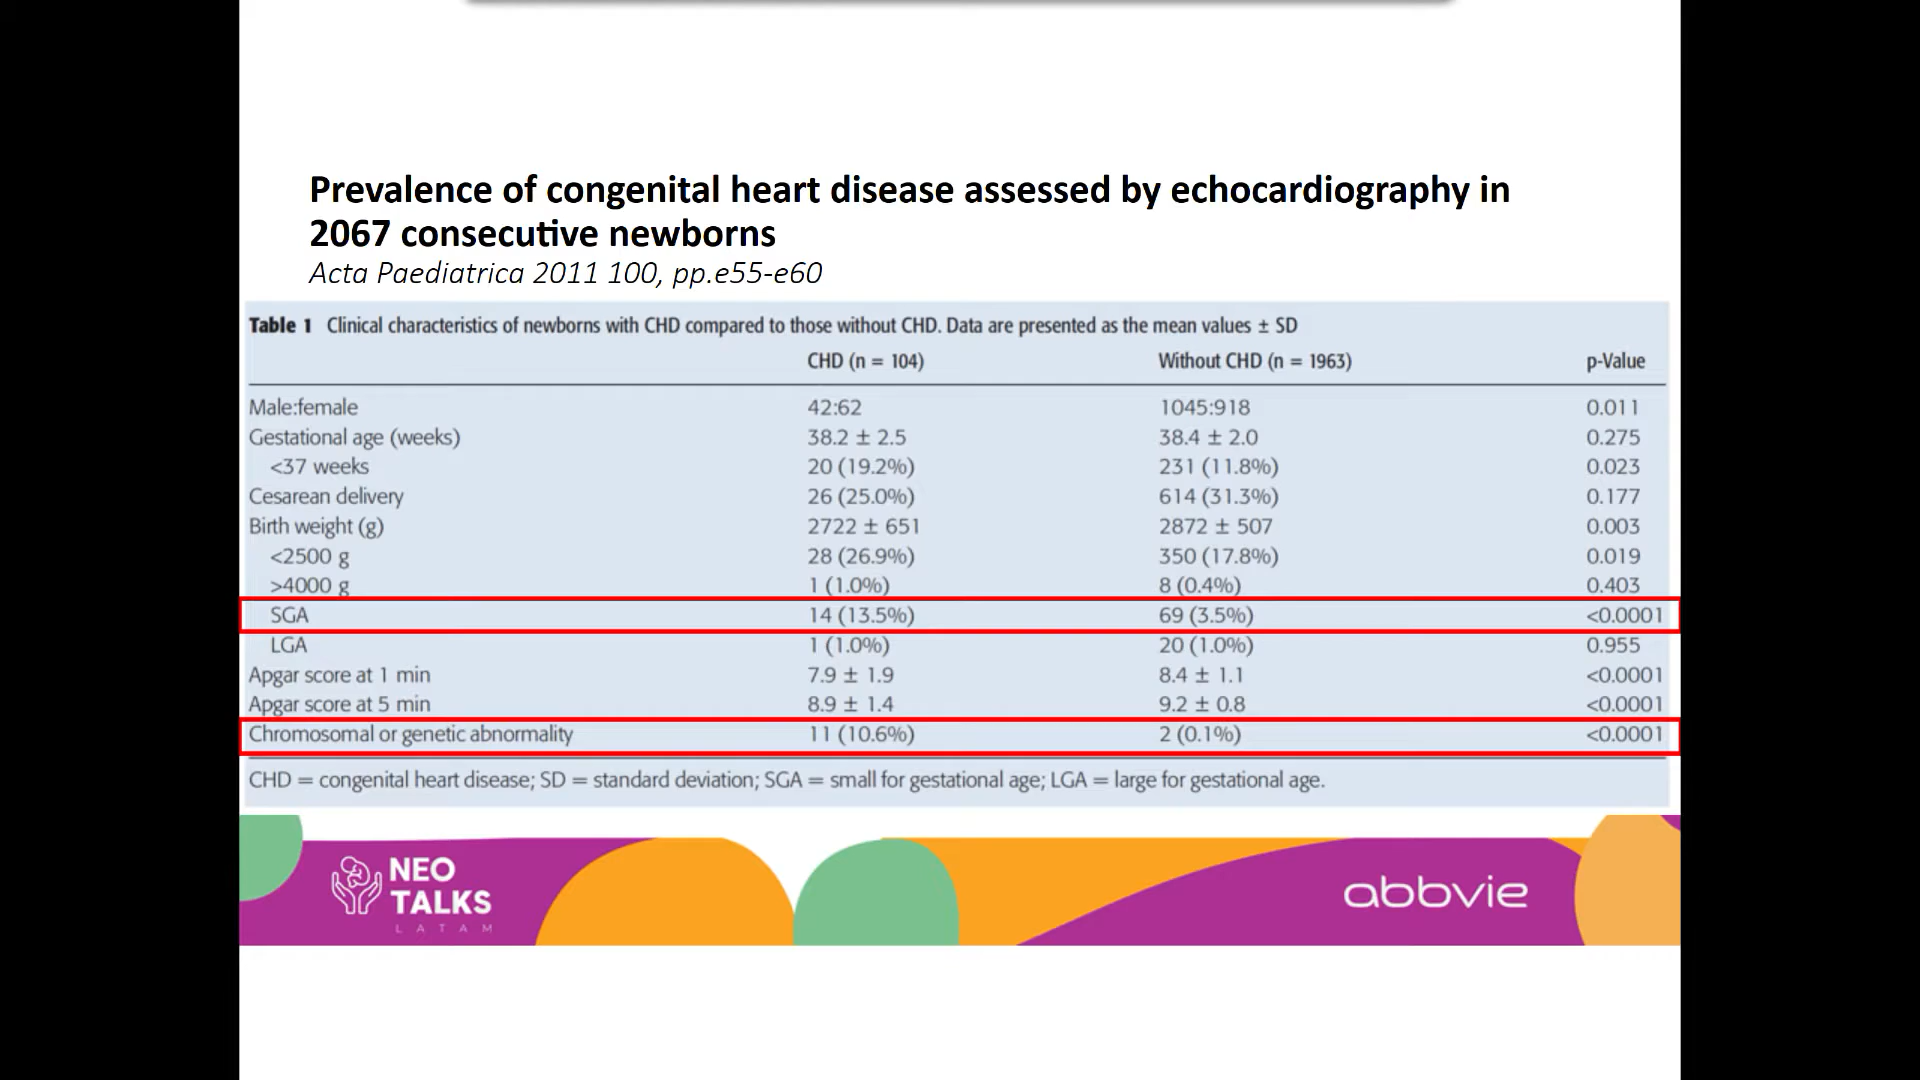 Prevalence of congenital heart disease assessed by echocardiography in
2067 consecutive newborns
Acta Paediatrica 2011 100, pp.e55-e60
Table 1 Clinical characteristics of newborns with CHD compared to those without CHD. Data are presented as the mean values ± SD
CHD (n = 104) Without CHD (n = 1963) p-Value
Male:female 42:62 1045:918 0.011
Gestational age (weeks) 38.2 ± 2.5 38.4 ± 2.0 0.275
<37 weeks 20 (19.2%) 231 (11.8%) 0.023
Cesarean delivery 26 (25.0%) 614 (31.3%) 0.177
Birth weight (g) 2722 ± 651 2872 ± 507 0.003
<2500 g 28 (26.9%) 350 (17.8%) 0.019
>4000 g 1 (1.0%) 8 (0.4%) 0.403
SGA 14 (13.5%) 69 (3.5%) <0.0001
LGA 1 (1.0%) 20 (1.0%) 0.955
Apgar score at 1 min 7.9 ± 1.9 8.4 ± 1.1 <0.0001
Apgar score at 5 min 8.9 ± 1.4 9.2 ± 0.8 <0.0001
Chromosomal or genetic abnormality 11 (10.6%) 2 (0.1%) <0.0001
CHD = congenital heart disease; SD = standard deviation; SGA = small for gestational age; LGA = large for gestational age.
NEO
TALKS
LATAM
abbvie